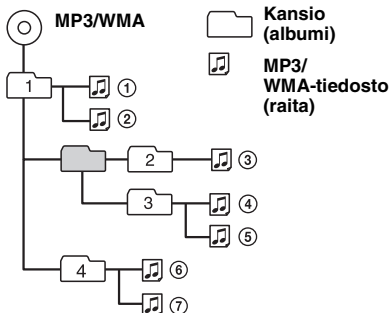 MP3/WMA
Kansio
(albumi)
MP3/
WMA-tiedosto
(raita)
1
①
②
2
③
3
④
⑤
4
⑥
⑦